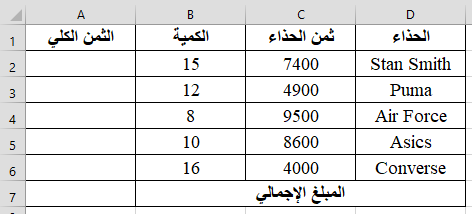 A B C D
1 الحذاء ثمن الحذاء الكمية الثمن الكلي
2 Stan Smith 7400 15
3 Puma 4900 12
4 Air Force 9500 8
5 Asics 8600 10
6 Converse 4000 16
7 المبلغ الإجمالي